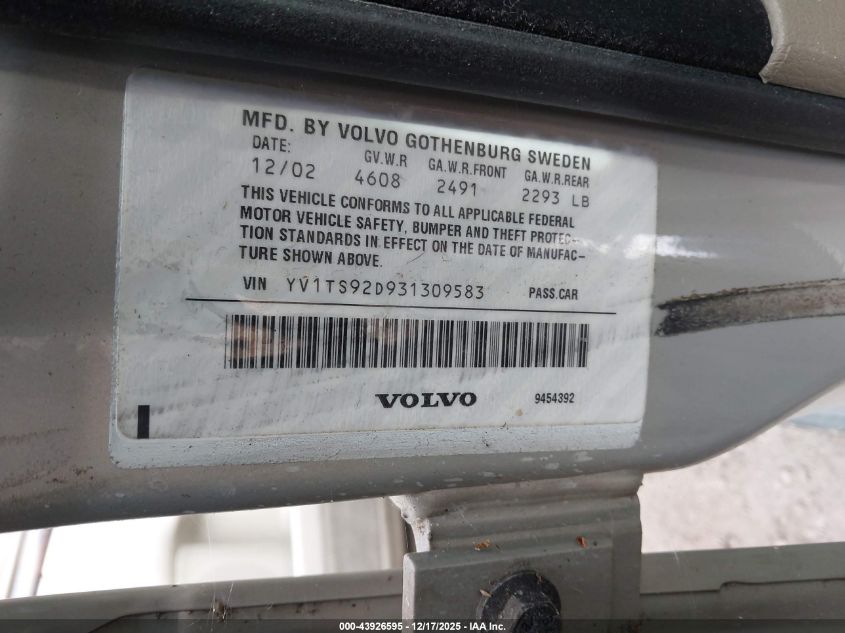 MFD. BY VOLVO GOTHENBURG SWEDEN
DATE: GV.W.R GA.W.R.FRONT GA.W.R.REAR
12/02 4608 2491 2293 LB
THIS VEHICLE CONFORMS TO ALL APPLICABLE FEDERAL
MOTOR VEHICLE SAFETY, BUMPER AND THEFT PROTEC-
TION STANDARDS IN EFFECT ON THE DATE OF MANUFAC-
TURE SHOWN ABOVE.
VIN YV1TS92D931309583 PASS.CAR
VOLVO 9454392
000-43926595 - 12/17/2025 - IAA, Inc.